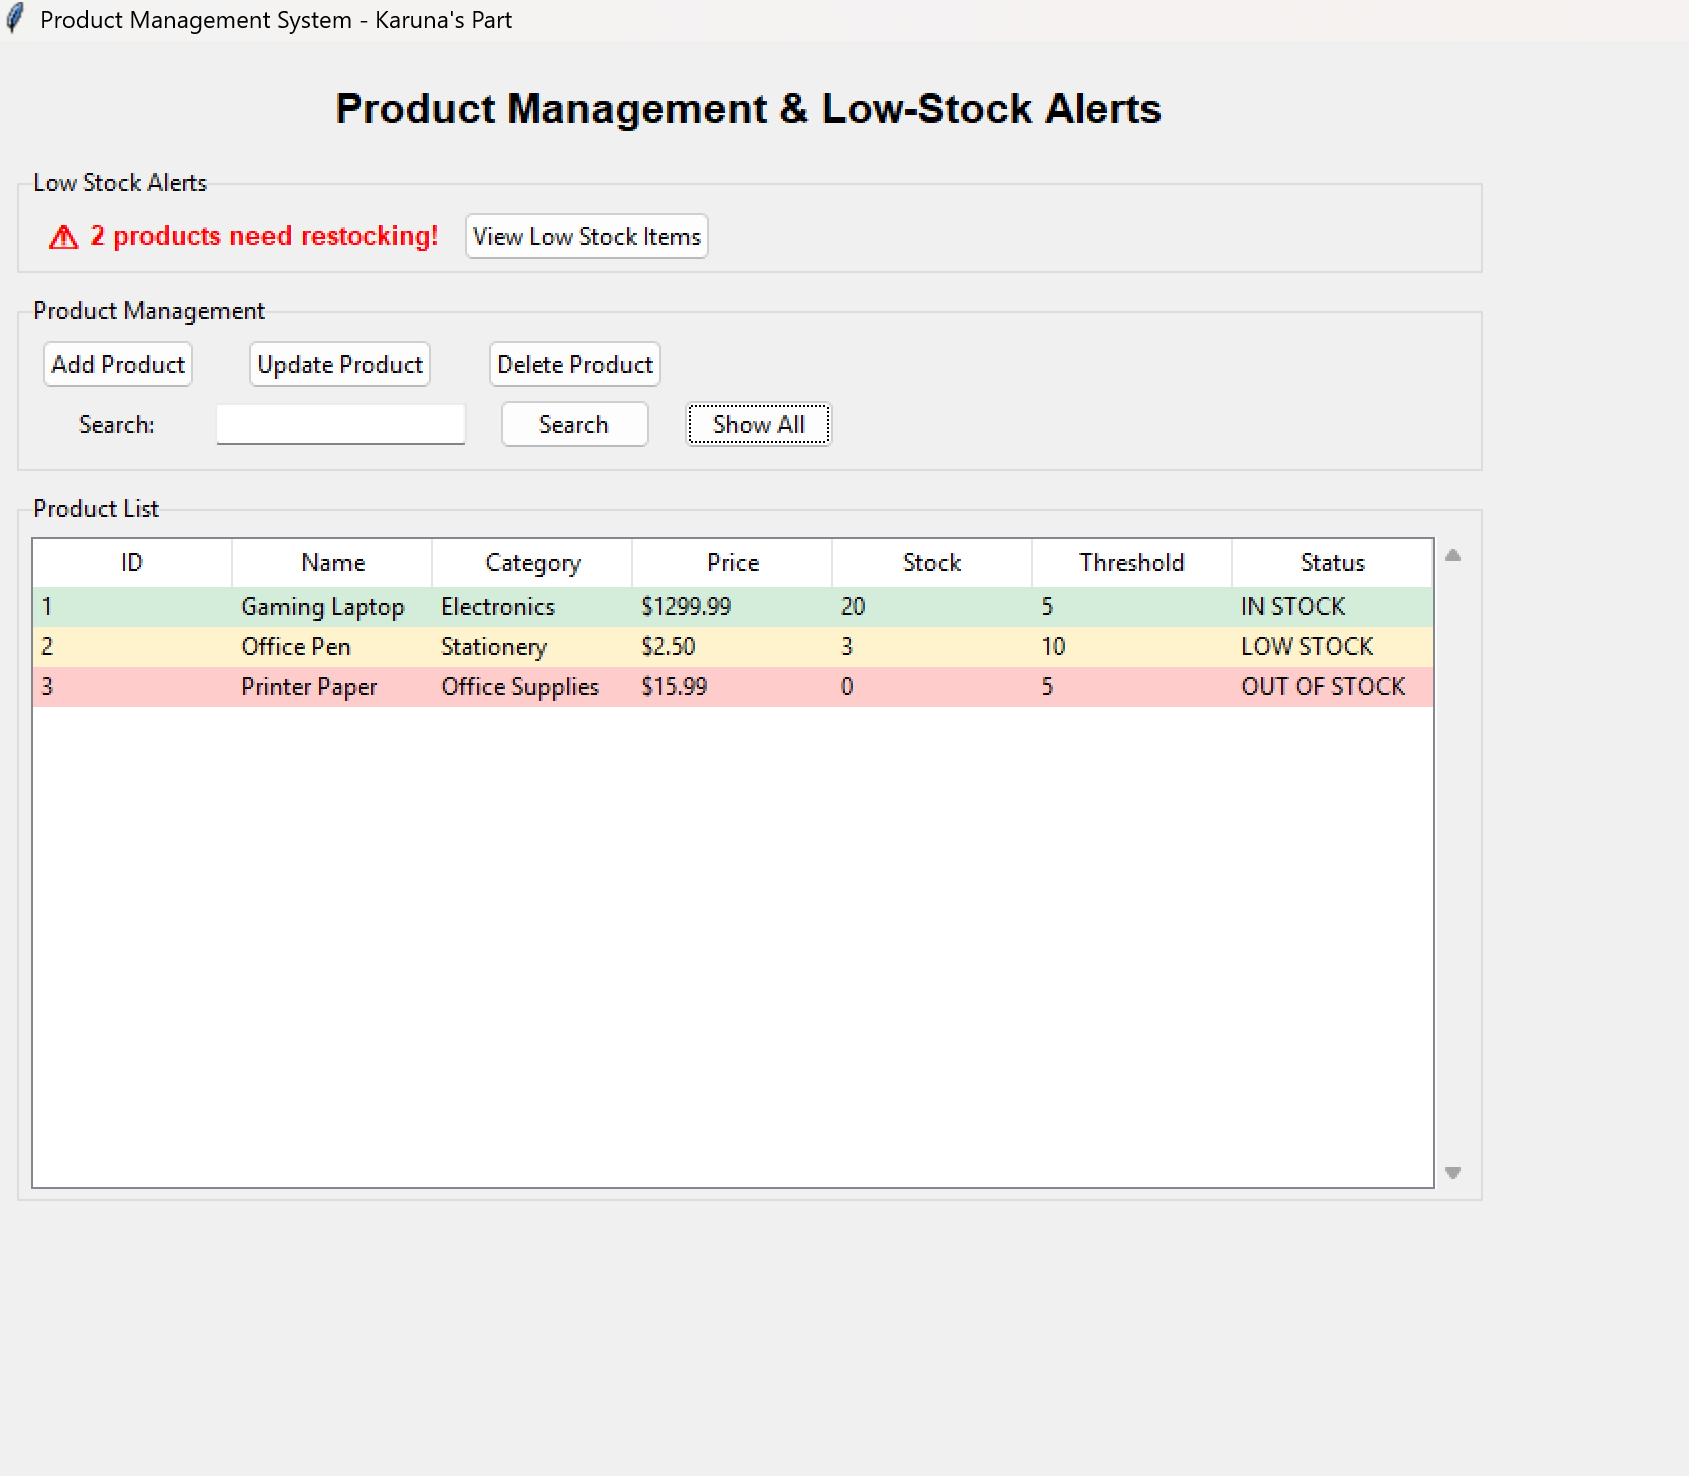 Product Management System - Karuna's Part
Product Management & Low-Stock Alerts
Low Stock Alerts
⚠ 2 products need restocking! View Low Stock Items
Product Management
Add Product Update Product Delete Product
Search: Search Show All
Product List
ID Name Category Price Stock Threshold Status
1 Gaming Laptop Electronics $1299.99 20 5 IN STOCK
2 Office Pen Stationery $2.50 3 10 LOW STOCK
3 Printer Paper Office Supplies $15.99 0 5 OUT OF STOCK